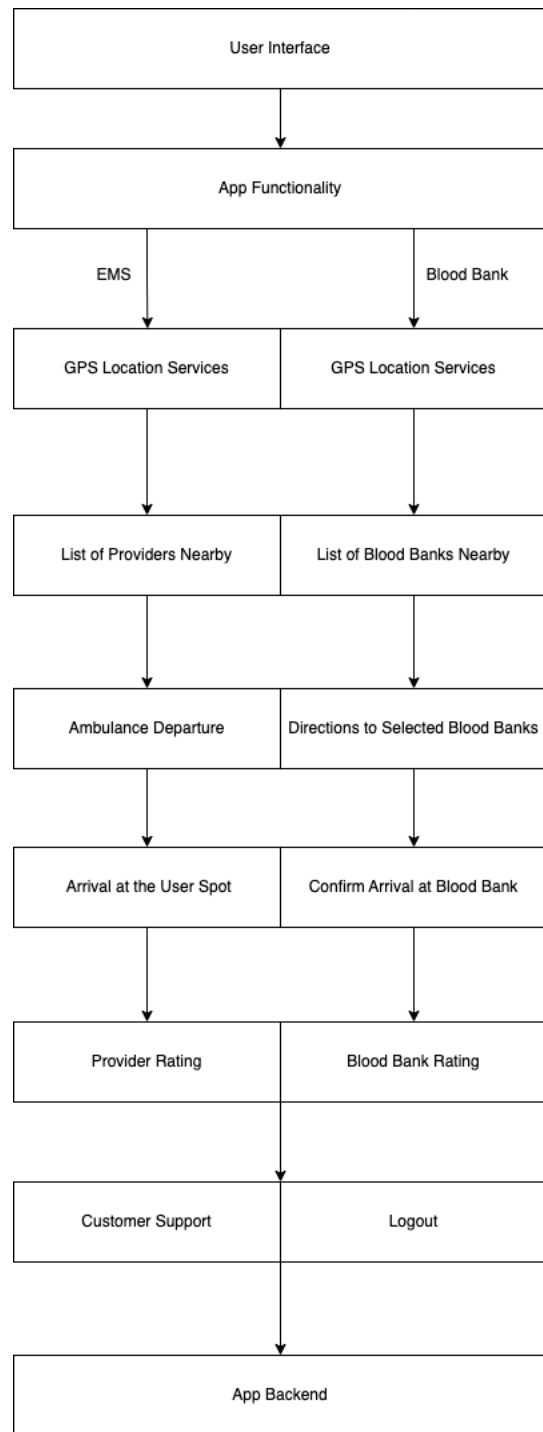 User Interface
App Functionality
EMS
Blood Bank
GPS Location Services
GPS Location Services
List of Providers Nearby
List of Blood Banks Nearby
Ambulance Departure
Directions to Selected Blood Banks
Arrival at the User Spot
Confirm Arrival at Blood Bank
Provider Rating
Blood Bank Rating
Customer Support
Logout
App Backend